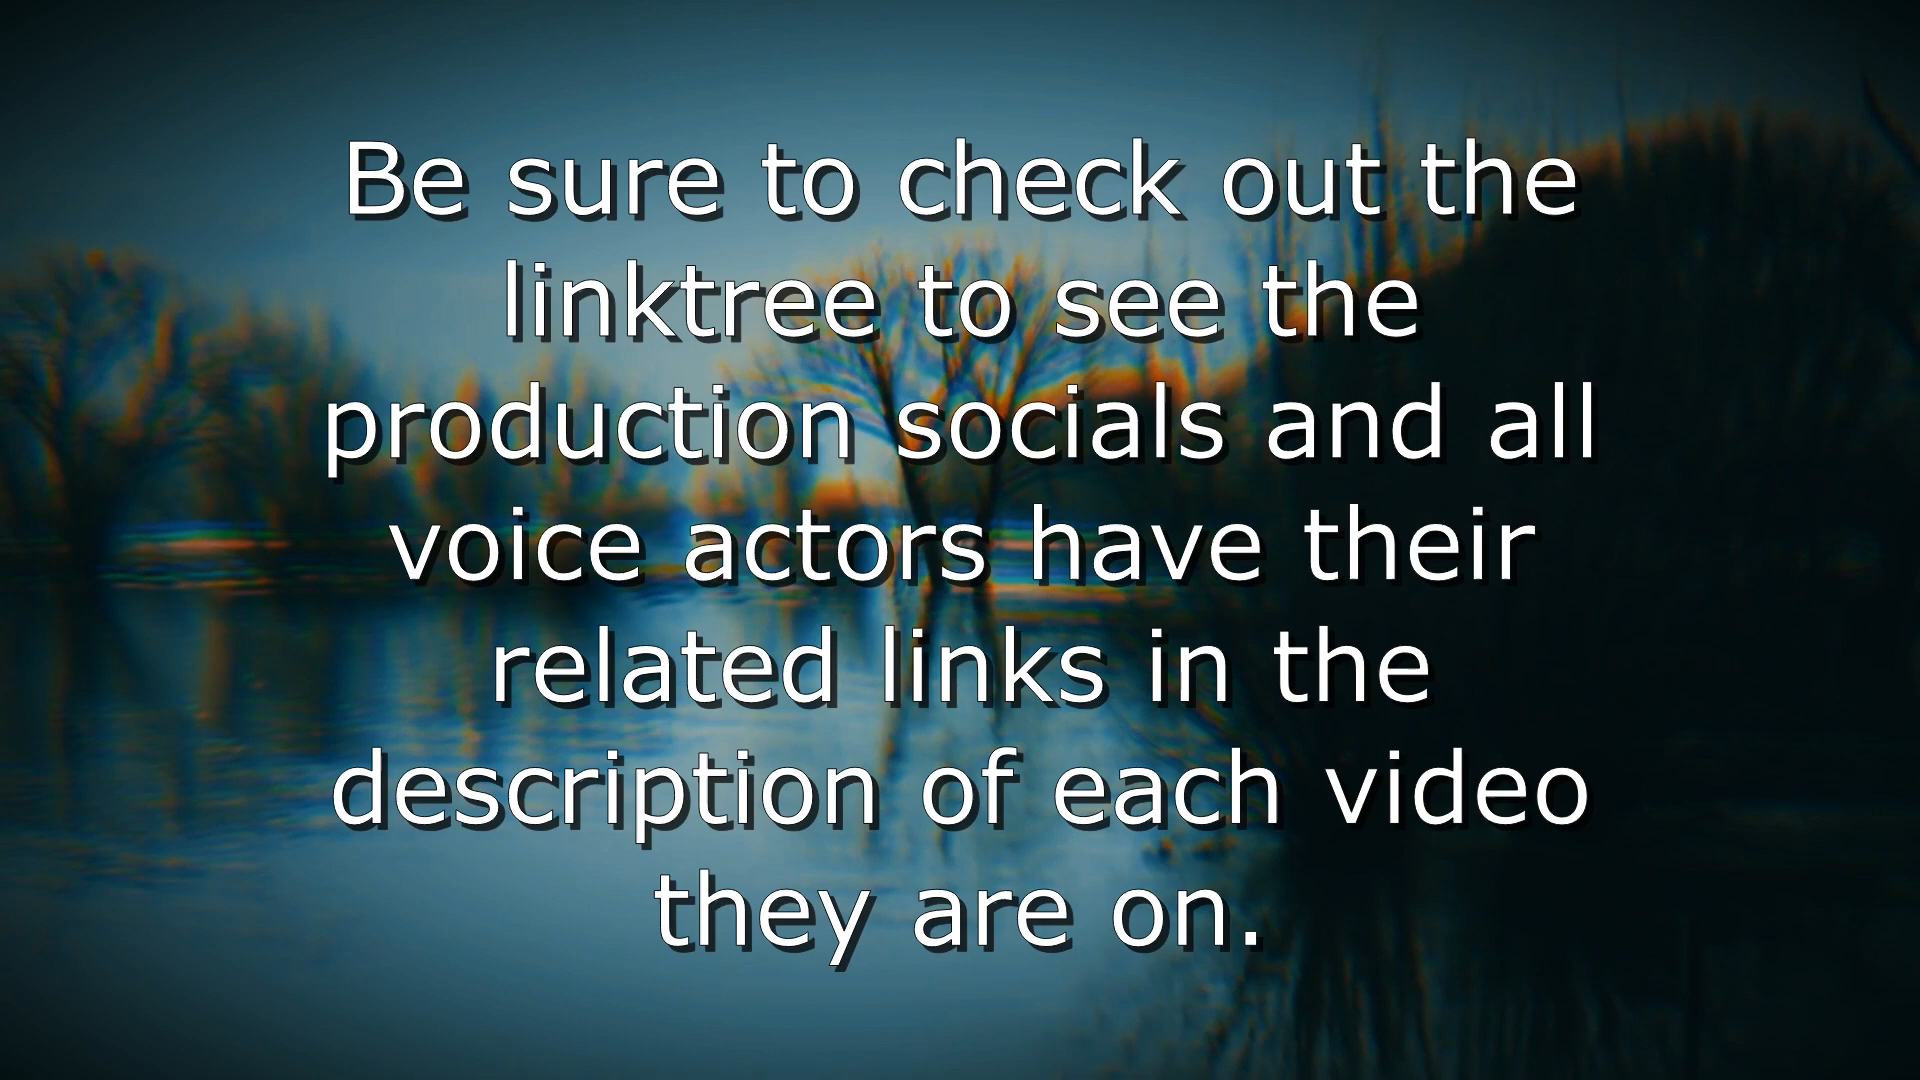 Be sure to check out the
linktree to see the
production socials and all
voice actors have their
related links in the
description of each video
they are on.